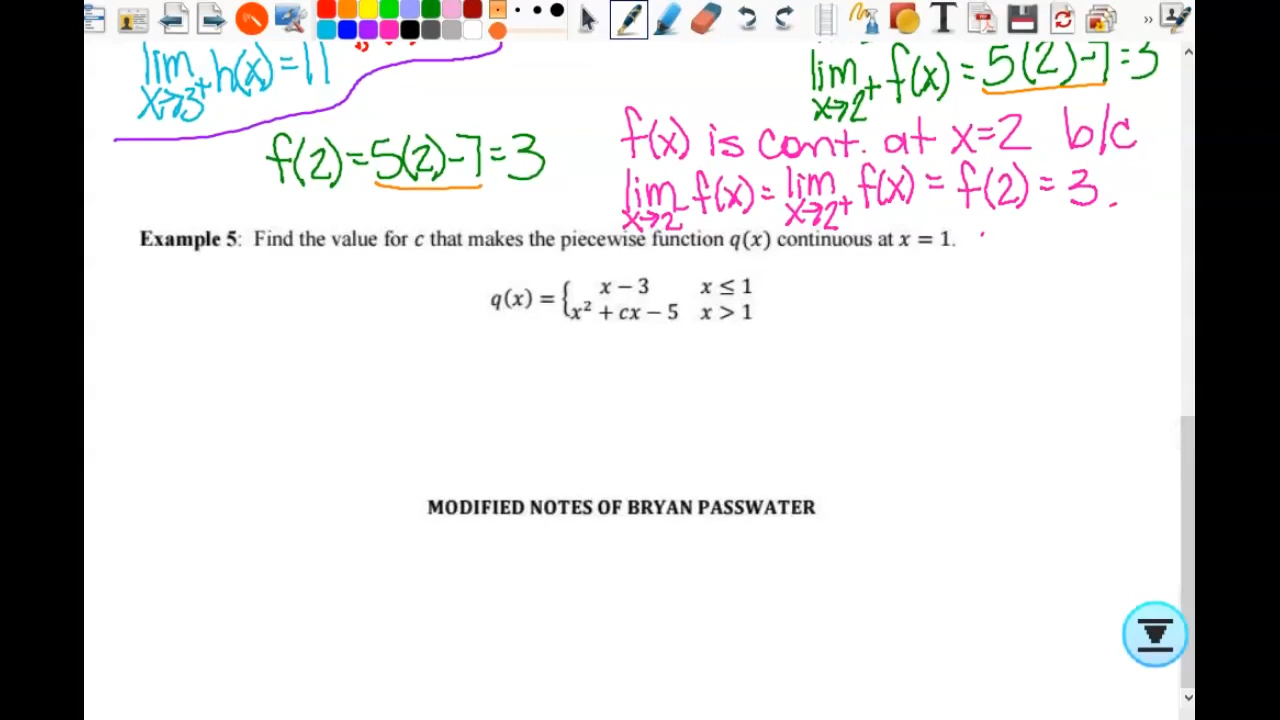 lim x→3⁺ h(x) = 11
lim x→2⁺ f(x) = 5(2)-7 = 3
f(2) = 5(2)-7 = 3
f(x) is cont. at x=2 b/c
lim x→2⁻ f(x) = lim x→2⁺ f(x) = f(2) = 3.
Example 5: Find the value for c that makes the piecewise function q(x) continuous at x = 1.
q(x) = { x − 3 x ≤ 1
x² + cx − 5 x > 1
MODIFIED NOTES OF BRYAN PASSWATER